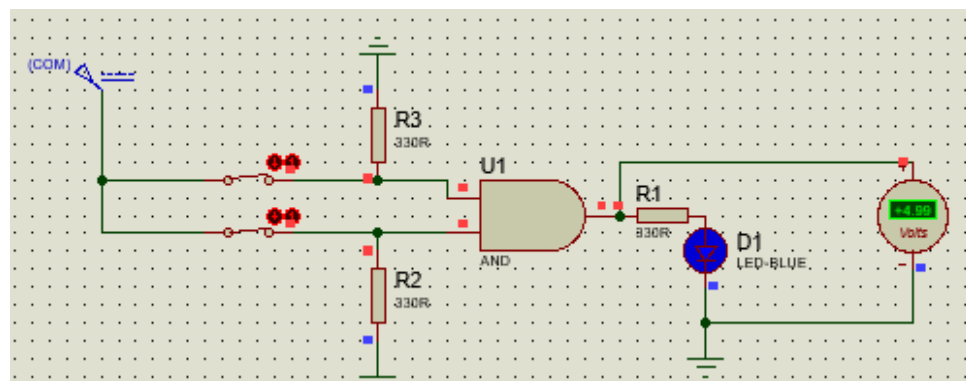 (COM)
R3
330R
U1
AND
R1
330R
D1
LED-BLUE
+4.99
Volts
R2
330R